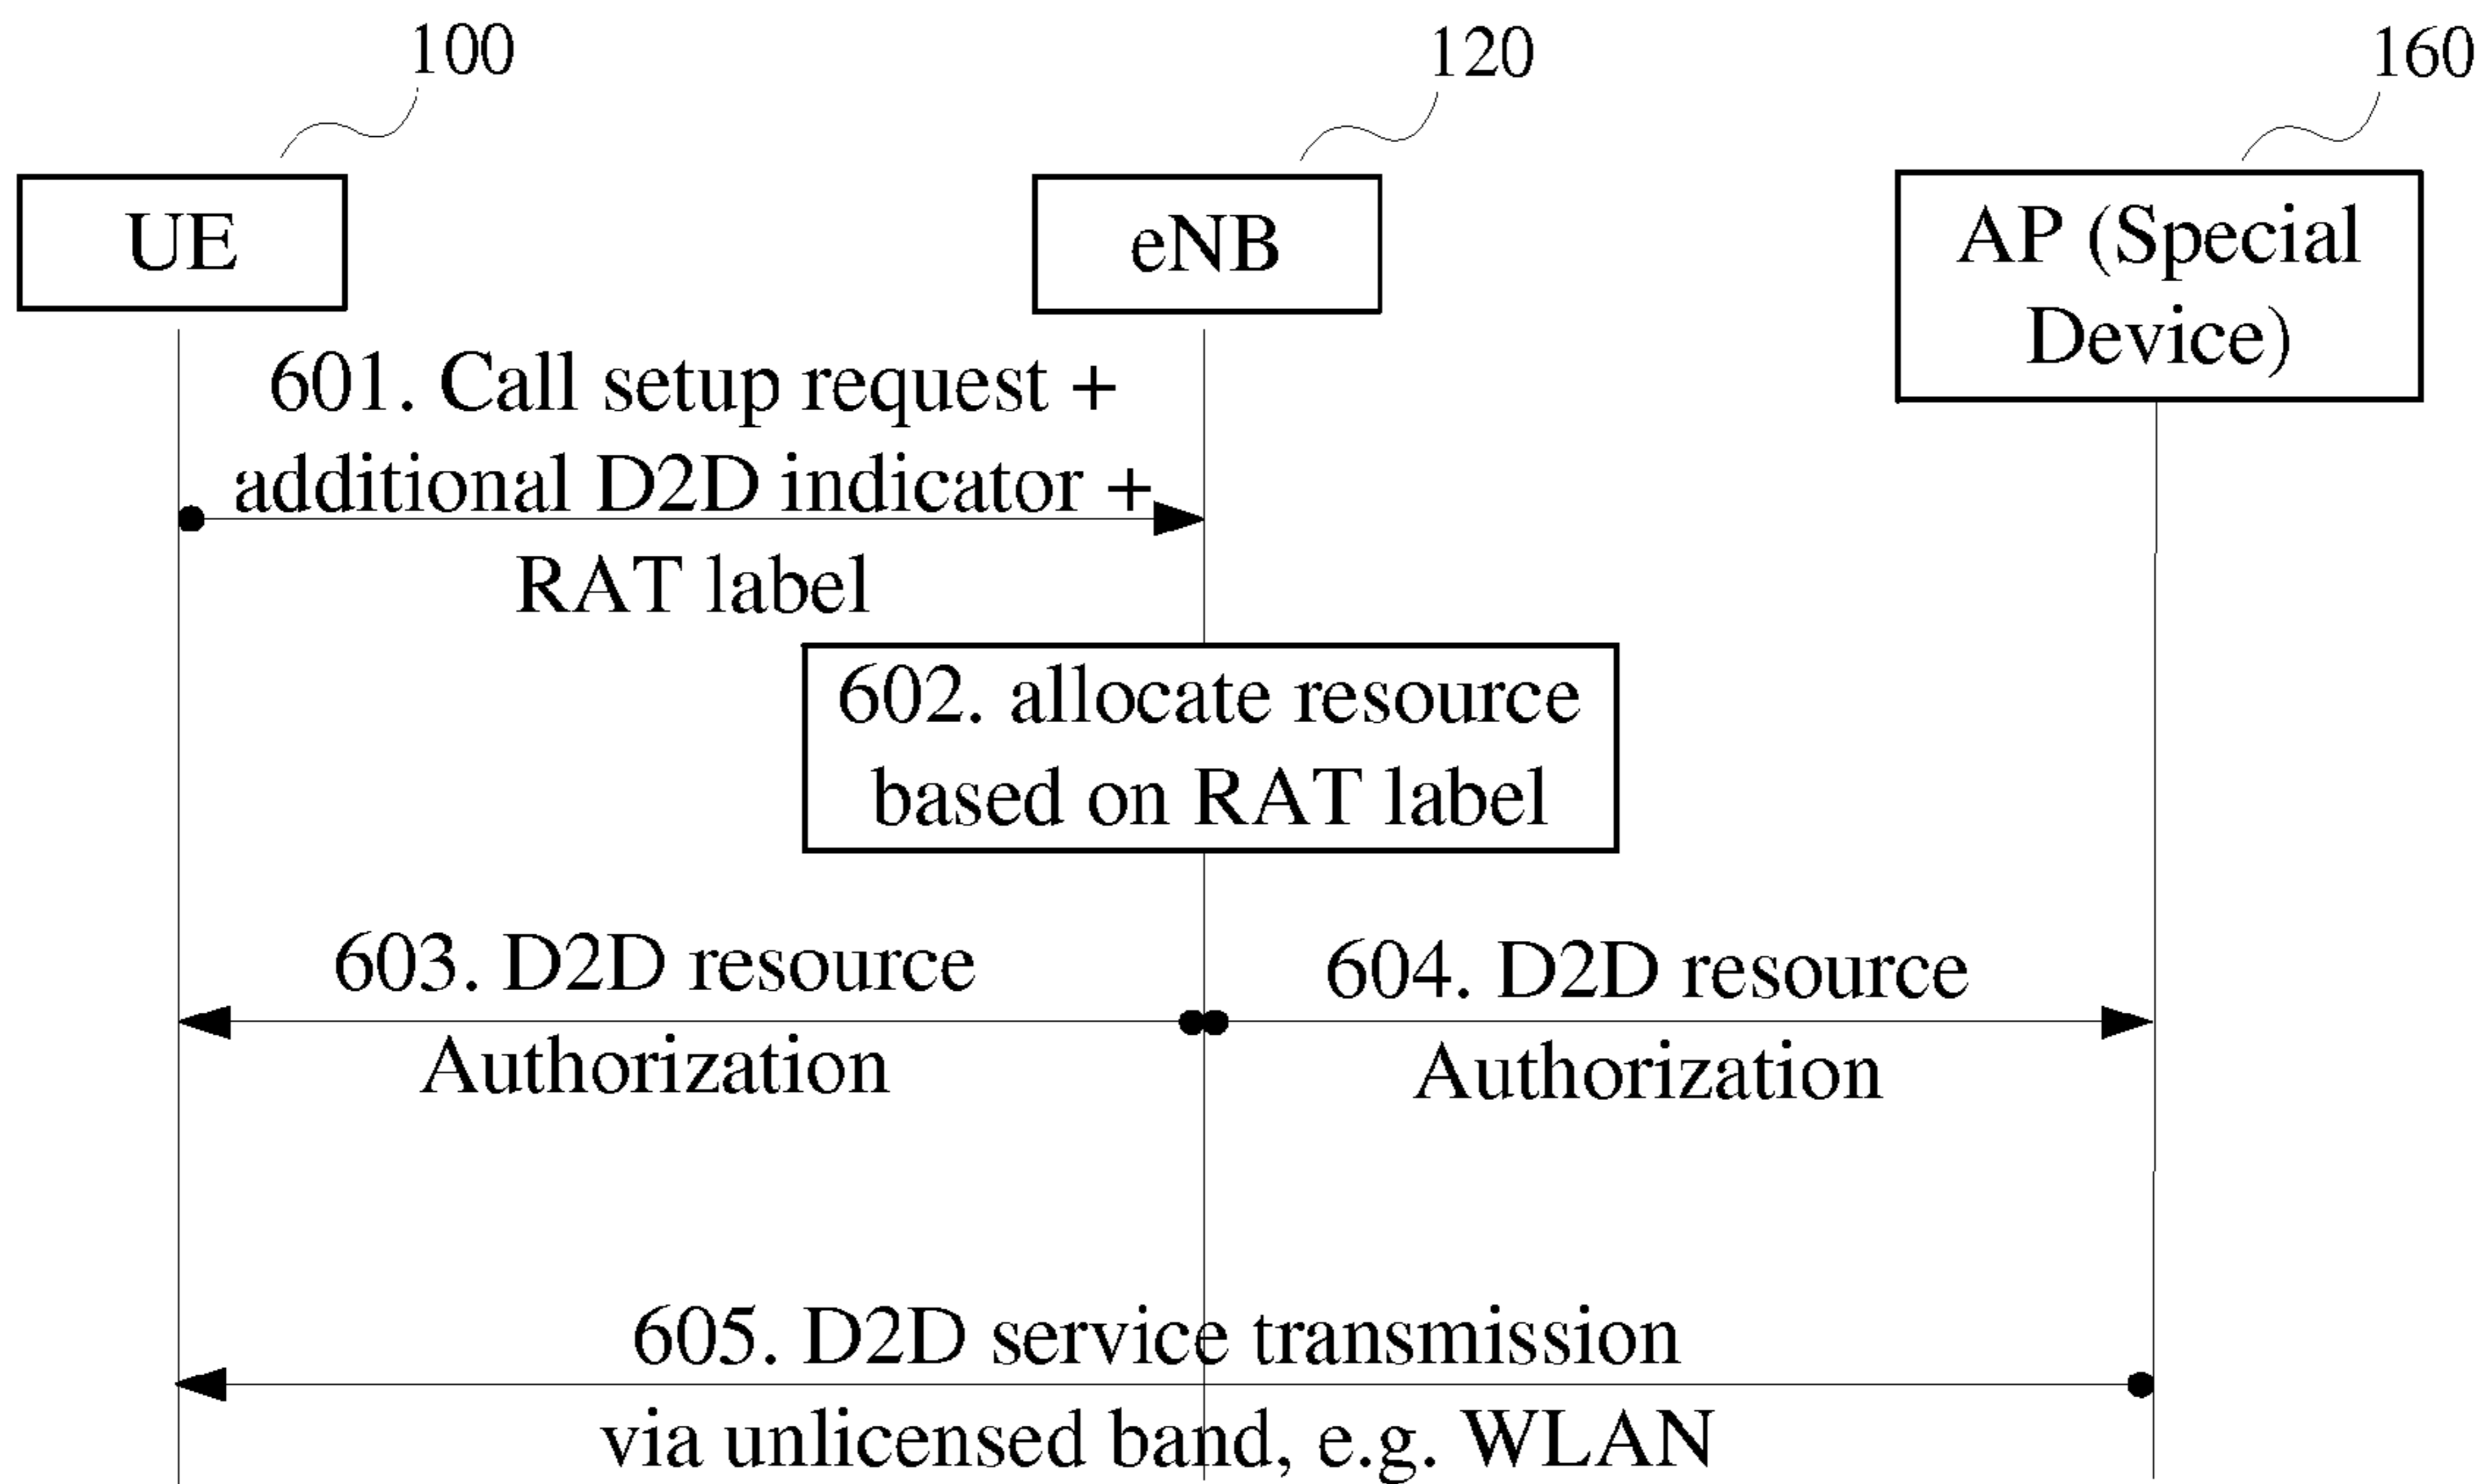 100
120
160
UE
eNB
AP (Special
Device)
601. Call setup request +
additional D2D indicator +
RAT label
602. allocate resource
based on RAT label
603. D2D resource
Authorization
604. D2D resource
Authorization
605. D2D service transmission
via unlicensed band, e.g. WLAN